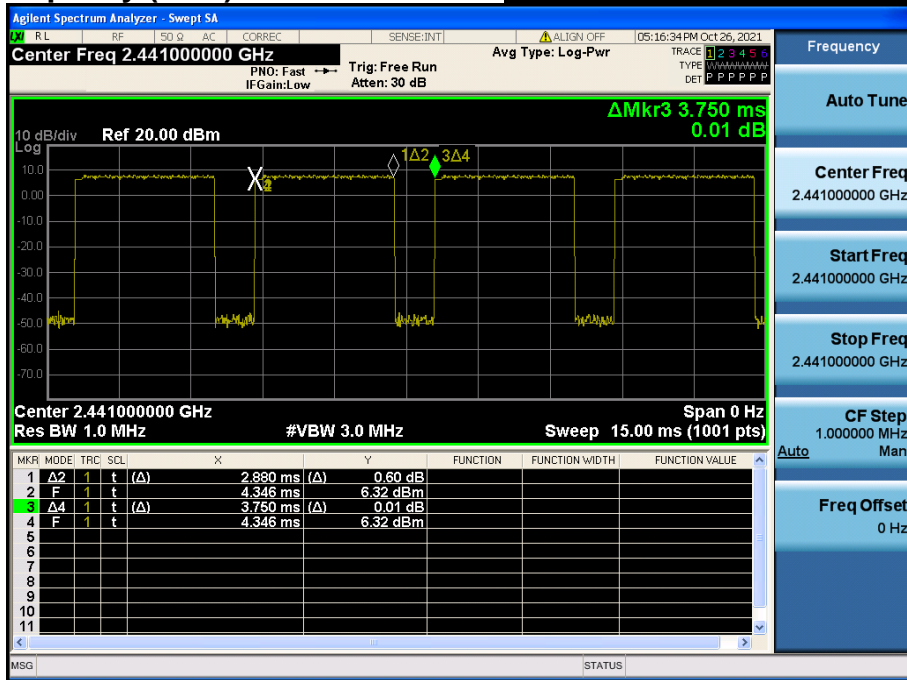 Agilent Spectrum Analyzer - Swept SA
LXI RL RF 50 Ω AC CORREC SENSE:INT ALIGN OFF 05:16:34 PM Oct 26, 2021
Center Freq 2.441000000 GHz
PNO: Fast
IFGain:Low
Trig: Free Run
Atten: 30 dB
Avg Type: Log-Pwr
TRACE 1 2 3 4 5 6
TYPE WWWWWW
DET P P P P P P
ΔMkr3 3.750 ms
0.01 dB
10 dB/div Ref 20.00 dBm
Log
1Δ2 3Δ4
10.0
X
0.00
-10.0
-20.0
-30.0
-40.0
-50.0
-60.0
-70.0
Center 2.441000000 GHz Span 0 Hz
Res BW 1.0 MHz #VBW 3.0 MHz Sweep 15.00 ms (1001 pts)
MKR MODE TRC SCL X Y FUNCTION FUNCTION WIDTH FUNCTION VALUE
1 Δ2 1 t (Δ) 2.880 ms (Δ) 0.60 dB
2 F 1 t 4.346 ms 6.32 dBm
3 Δ4 1 t (Δ) 3.750 ms (Δ) 0.01 dB
4 F 1 t 4.346 ms 6.32 dBm
5
6
7
8
9
10
11
MSG STATUS
Frequency
Auto Tune
Center Freq
2.441000000 GHz
Start Freq
2.441000000 GHz
Stop Freq
2.441000000 GHz
CF Step
1.000000 MHz
Auto Man
Freq Offset
0 Hz